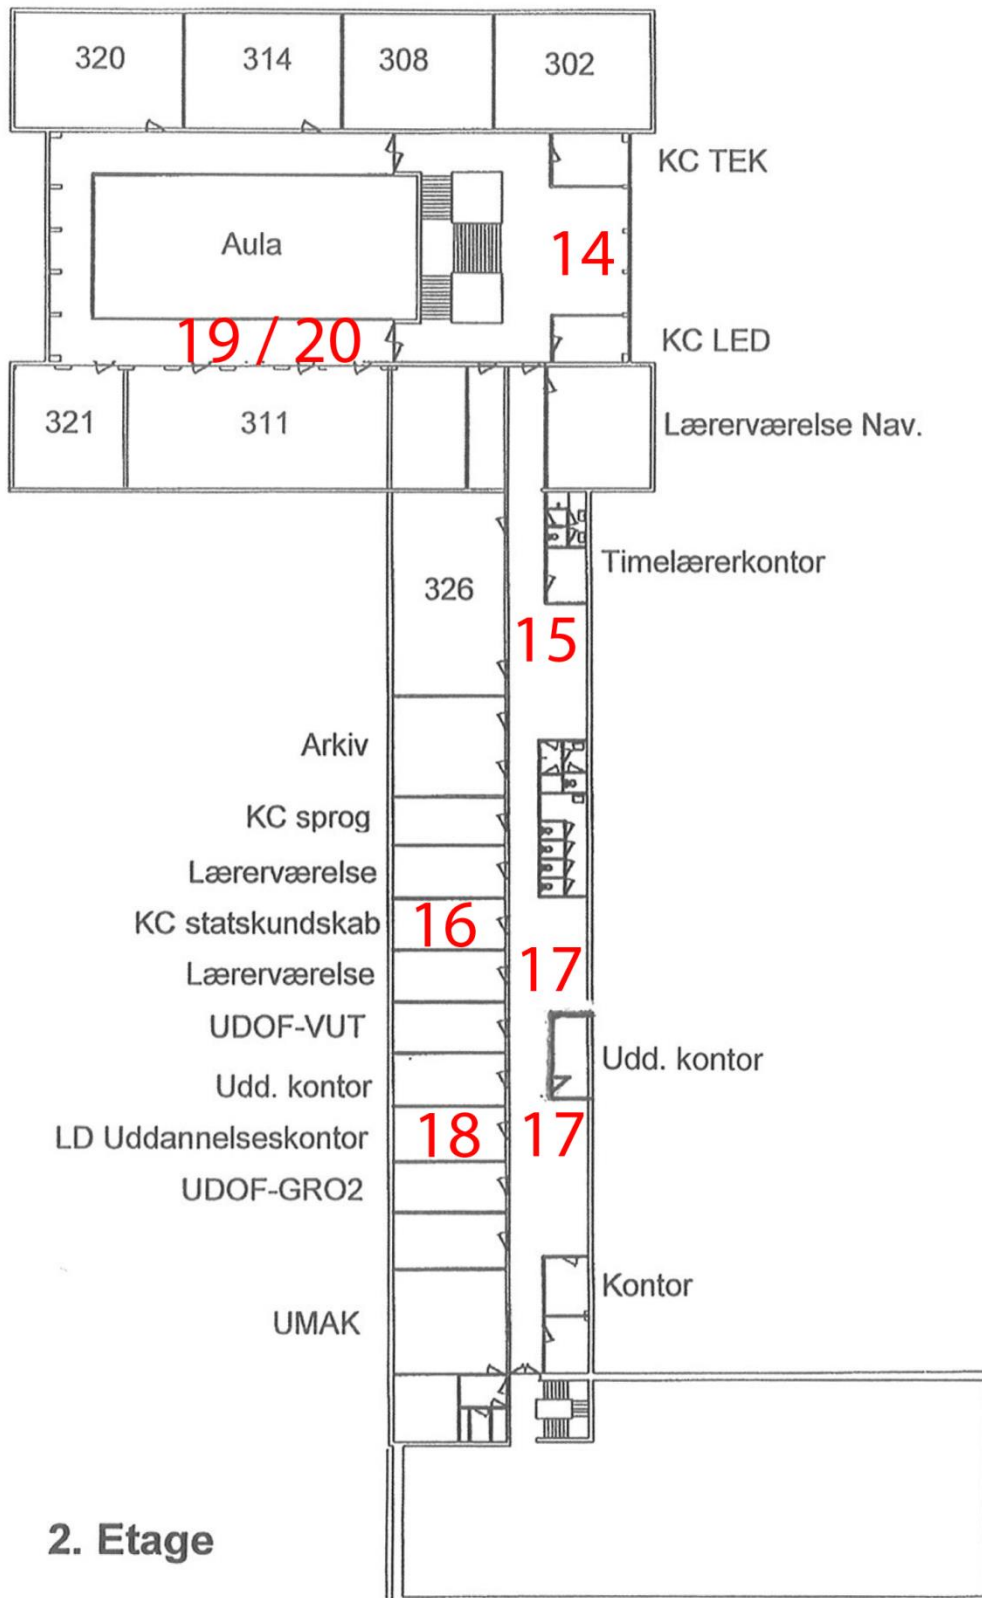 320
314
308
302
KC TEK
Aula
14
19 / 20
KC LED
321
311
Lærerværelse Nav.
Timelærerkontor
326
15
Arkiv
KC sprog
Lærerværelse
KC statskundskab
16
Lærerværelse
17
UDOF-VUT
Udd. kontor
Udd. kontor
LD Uddannelseskontor
18
17
UDOF-GRO2
Kontor
UMAK
2. Etage